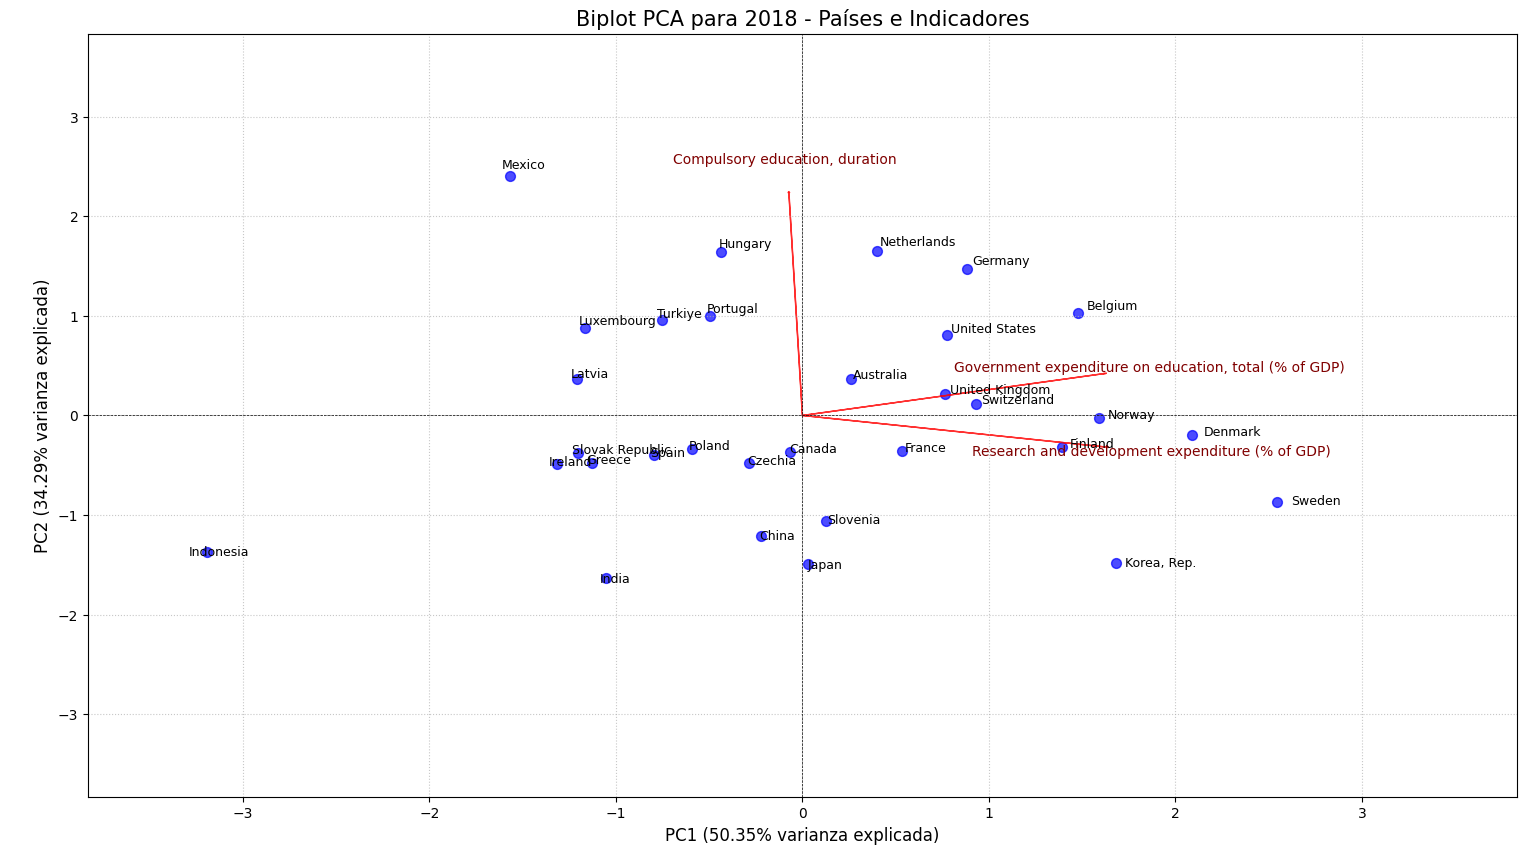 Biplot PCA para 2018 - Países e Indicadores
PC2 (34.29% varianza explicada)
3
2
1
0
−1
−2
−3
Mexico
Compulsory education, duration
Hungary
Netherlands
Germany
Luxembourg
Turkiye
Portugal
Belgium
United States
Latvia
Australia
Government expenditure on education, total (% of GDP)
United Kingdom
Switzerland
Norway
Denmark
Slovak Republic
Ireland
Greece
Spain
Poland
Czechia
Canada
France
Finland
Research and development expenditure (% of GDP)
Sweden
Slovenia
China
Japan
Korea, Rep.
Indonesia
India
−3
−2
−1
0
1
2
3
PC1 (50.35% varianza explicada)